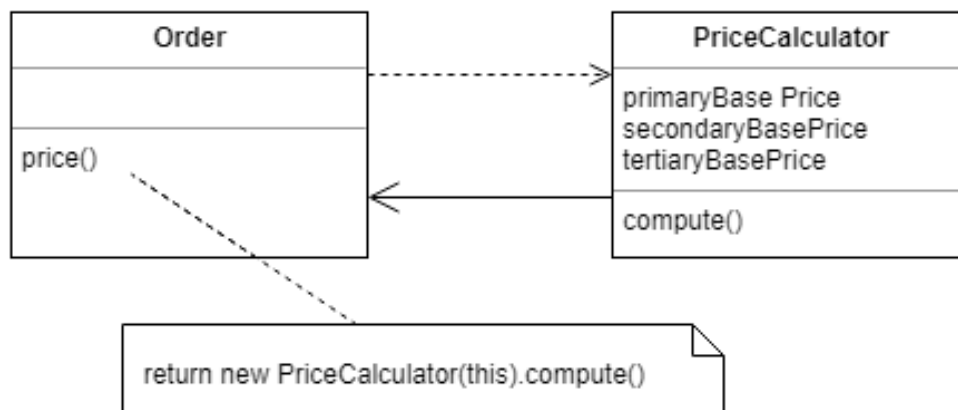 Order
price()
PriceCalculator
primaryBase Price
secondaryBasePrice
tertiaryBasePrice
compute()
return new PriceCalculator(this).compute()